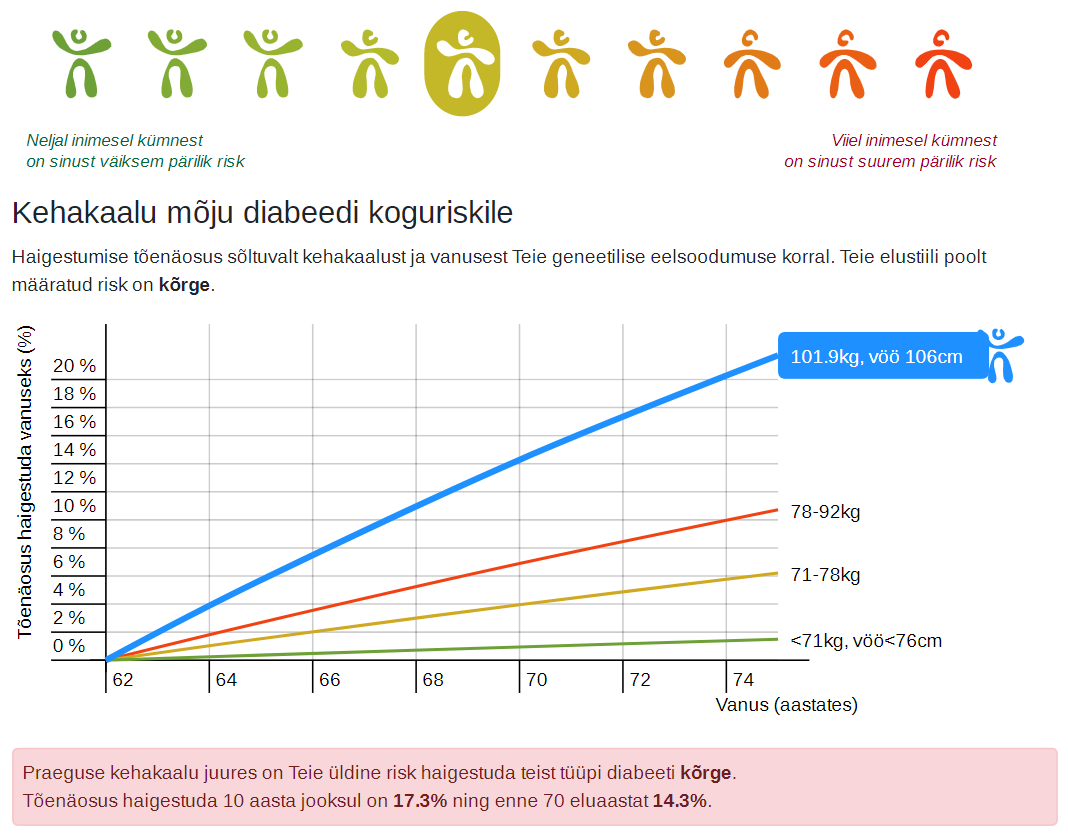 Neljal inimesel kümnest
on sinust väiksem pärilik risk
Viiel inimesel kümnest
on sinust suurem pärilik risk
Kehakaalu mõju diabeedi koguriskile
Haigestumise tõenäosus sõltuvalt kehakaalust ja vanusest Teie geneetilise eelsoodumuse korral. Teie elustiili poolt
määratud risk on kõrge.
Tõenäosus haigestuda vanuseks (%)
20 %
18 %
16 %
14 %
12 %
10 %
8 %
6 %
4 %
2 %
0 %
101.9kg, vöö 106cm
78-92kg
71-78kg
<71kg, vöö<76cm
62 64 66 68 70 72 74
Vanus (aastates)
Praeguse kehakaalu juures on Teie üldine risk haigestuda teist tüüpi diabeeti kõrge.
Tõenäosus haigestuda 10 aasta jooksul on 17.3% ning enne 70 eluaastat 14.3%.